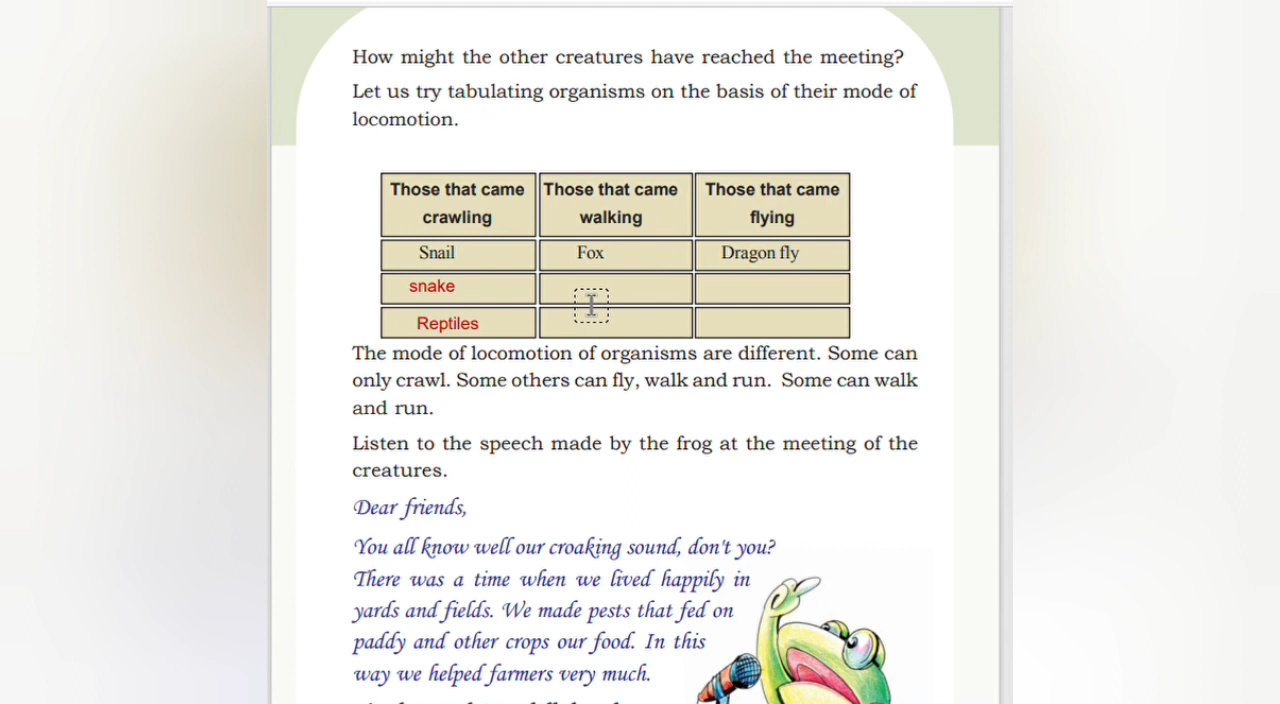 How might the other creatures have reached the meeting?
Let us try tabulating organisms on the basis of their mode of
locomotion.
Those that came crawling
Those that came walking
Those that came flying
Snail Fox Dragon fly
snake
Reptiles
The mode of locomotion of organisms are different. Some can
only crawl. Some others can fly, walk and run. Some can walk
and run.
Listen to the speech made by the frog at the meeting of the
creatures.
Dear friends,
You all know well our croaking sound, don't you?
There was a time when we lived happily in
yards and fields. We made pests that fed on
paddy and other crops our food. In this
way we helped farmers very much.